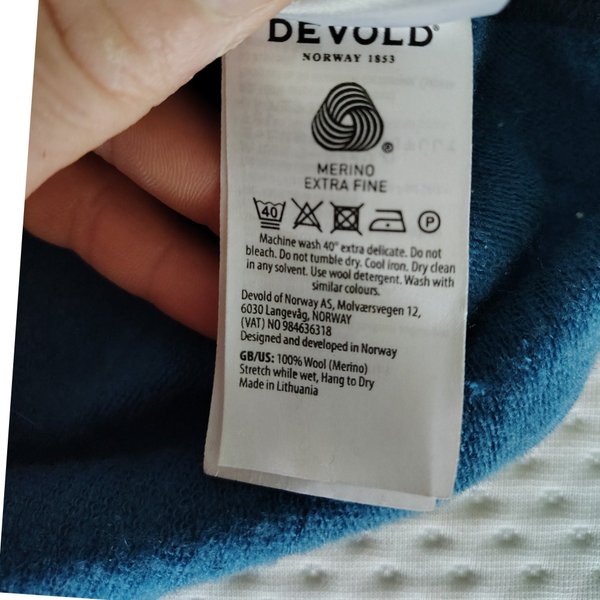 DEVOLD®
NORWAY 1853
®
MERINO
EXTRA FINE
40 P
Machine wash 40° extra delicate. Do not
bleach. Do not tumble dry. Cool iron. Dry clean
in any solvent. Use wool detergent. Wash with
similar colours.
Devold of Norway AS, Molværsvegen 12,
6030 Langevåg, NORWAY
(VAT) NO 984636318
Designed and developed in Norway
GB/US: 100% Wool (Merino)
Stretch while wet, Hang to Dry
Made in Lithuania